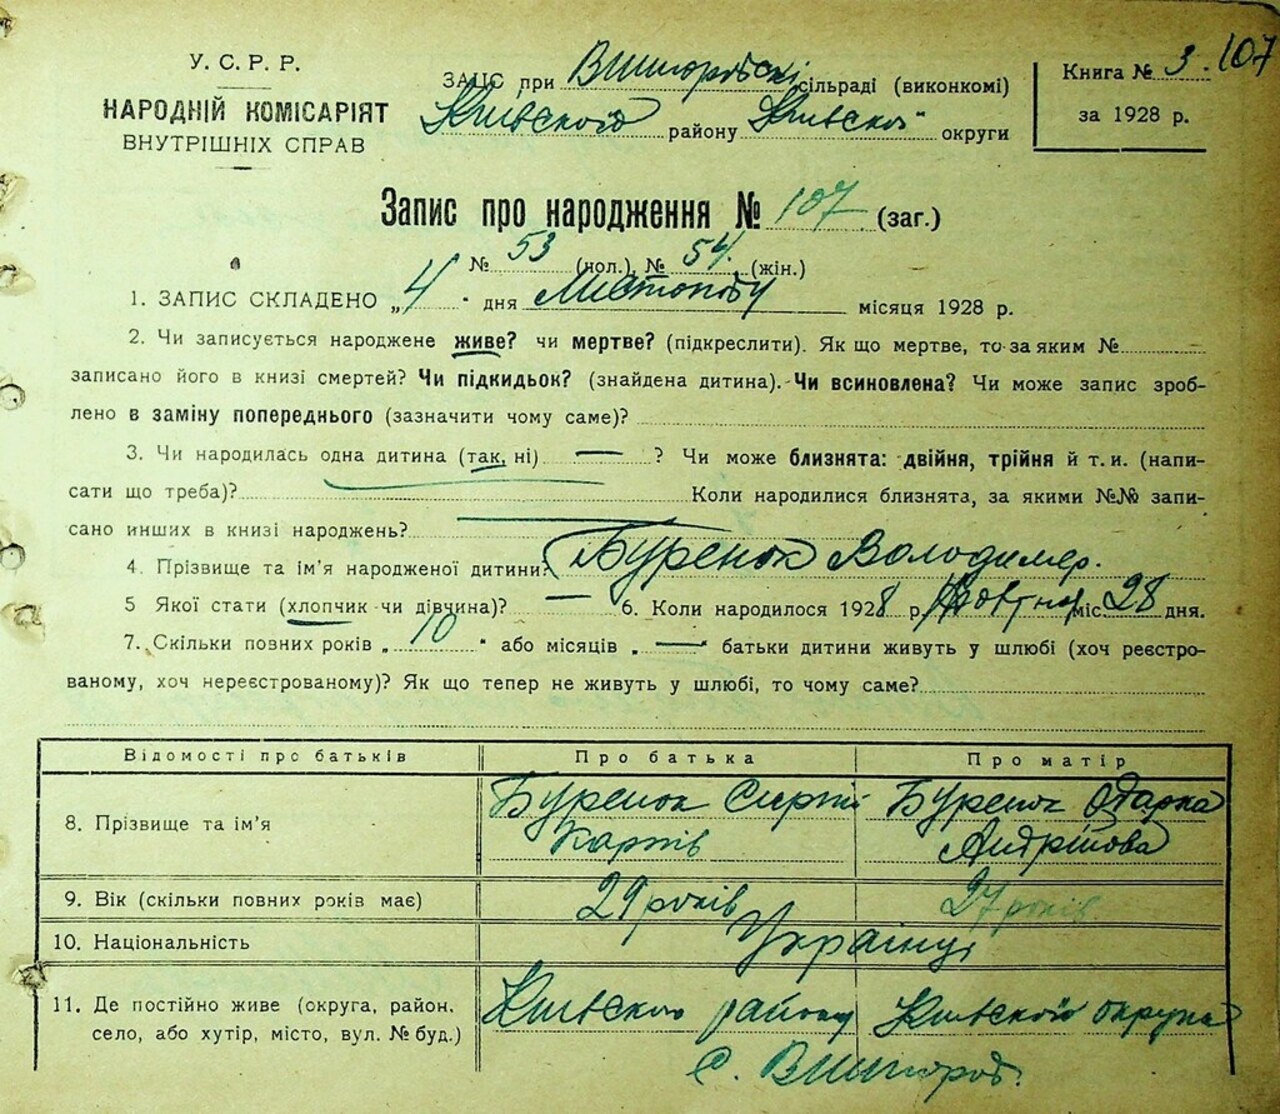 У. С. Р. Р.
НАРОДНІЙ КОМІСАРІЯТ
ВНУТРІШНІХ СПРАВ
ЗАЦС при Вишгородські сільраді (виконкомі)
Київского району Київскої округи
Книга № 3. 107
за 1928 р.
Запис про народження № 107 (заг.)
№ 53 (чол.), № 54. (жін.)
1. ЗАПИС СКЛАДЕНО „4" дня Листопаду місяця 1928 р.
2. Чи записується народжене живе? чи мертве? (підкреслити). Як що мертве, то за яким №
записано його в книзі смертей? Чи підкидьок? (знайдена дитина). Чи всиновлена? Чи може запис зроб-
лено в заміну попереднього (зазначити чому саме)?
3. Чи народилась одна дитина (так, ні) — ? Чи може близнята: двійня, трійня й т. и. (напи-
сати що треба)? Коли народилися близнята, за якими №№ запи-
сано инших в книзі народжень?
4. Прізвище та ім'я народженої дитини? Буренок Володимер.
5 Якої стати (хлопчик чи дівчина)? — 6. Коли народилося 1928 р. Жовтня міс. 28 дня.
7. Скільки повних років „ 10 " або місяців „ — " батьки дитини живуть у шлюбі (хоч реєстро-
ваному, хоч нереєстрованому)? Як що тепер не живуть у шлюбі, то чому саме?
Відомості про батьків Про батька Про матір
8. Прізвище та ім'я Буренок Сергій Карпів Буренок Одарка Андріїова
9. Вік (скільки повних років має) 29 років 27 років
10. Національність Українці
11. Де постійно живе (округа, район,
село, або хутір, місто, вул. № буд.) Київского району Київської округи
с. Вишгород.